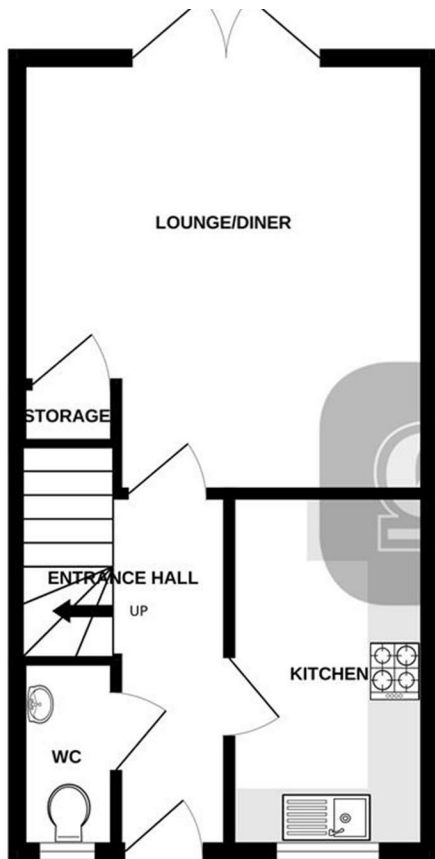 LOUNGE/DINER
STORAGE
ENTRANCE HALL
UP
KITCHEN
WC